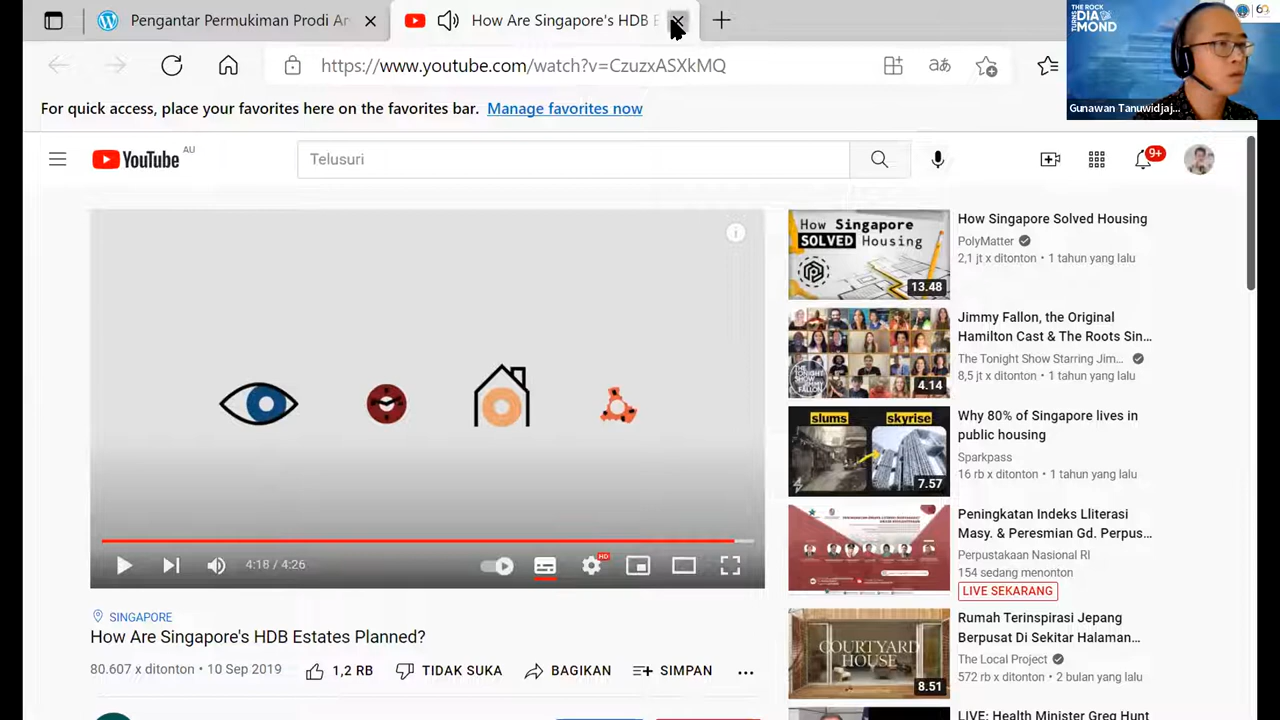 Pengantar Permukiman Prodi Ar
How Are Singapore's HDB E
https://www.youtube.com/watch?v=CzuzxASXkMQ
For quick access, place your favorites here on the favorites bar. Manage favorites now
THE ROCK
TURNS
DIA
MOND
60
Gunawan Tanuwidjaj...
YouTube
AU
Telusuri
9+
4:18 / 4:26
HD
SINGAPORE
How Are Singapore's HDB Estates Planned?
80.607 x ditonton • 10 Sep 2019
1,2 RB
TIDAK SUKA
BAGIKAN
SIMPAN
How Singapore
SOLVED Housing
13.48
How Singapore Solved Housing
PolyMatter
2,1 jt x ditonton • 1 tahun yang lalu
4.14
Jimmy Fallon, the Original
Hamilton Cast & The Roots Sin...
The Tonight Show Starring Jim...
8,5 jt x ditonton • 1 tahun yang lalu
slums
skyrise
7.57
Why 80% of Singapore lives in
public housing
Sparkpass
16 rb x ditonton • 1 tahun yang lalu
Peningkatan Indeks Lliterasi
Masy. & Peresmian Gd. Perpus...
Perpustakaan Nasional RI
154 sedang menonton
LIVE SEKARANG
COURTYARD
HOUSE
8.51
Rumah Terinspirasi Jepang
Berpusat Di Sekitar Halaman...
The Local Project
572 rb x ditonton • 2 bulan yang lalu
LIVE: Health Minister Greg Hunt